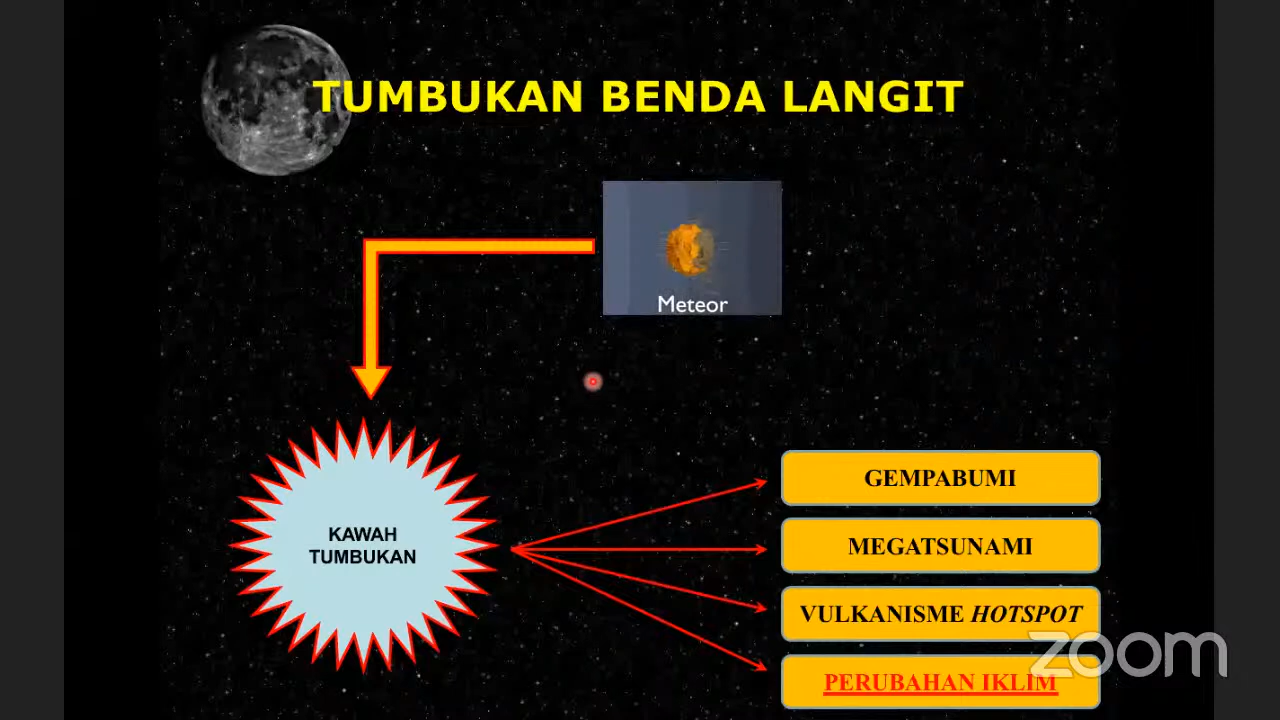 TUMBUKAN BENDA LANGIT
Meteor
KAWAH
TUMBUKAN
GEMPABUMI
MEGATSUNAMI
VULKANISME HOTSPOT
PERUBAHAN IKLIM
zoom